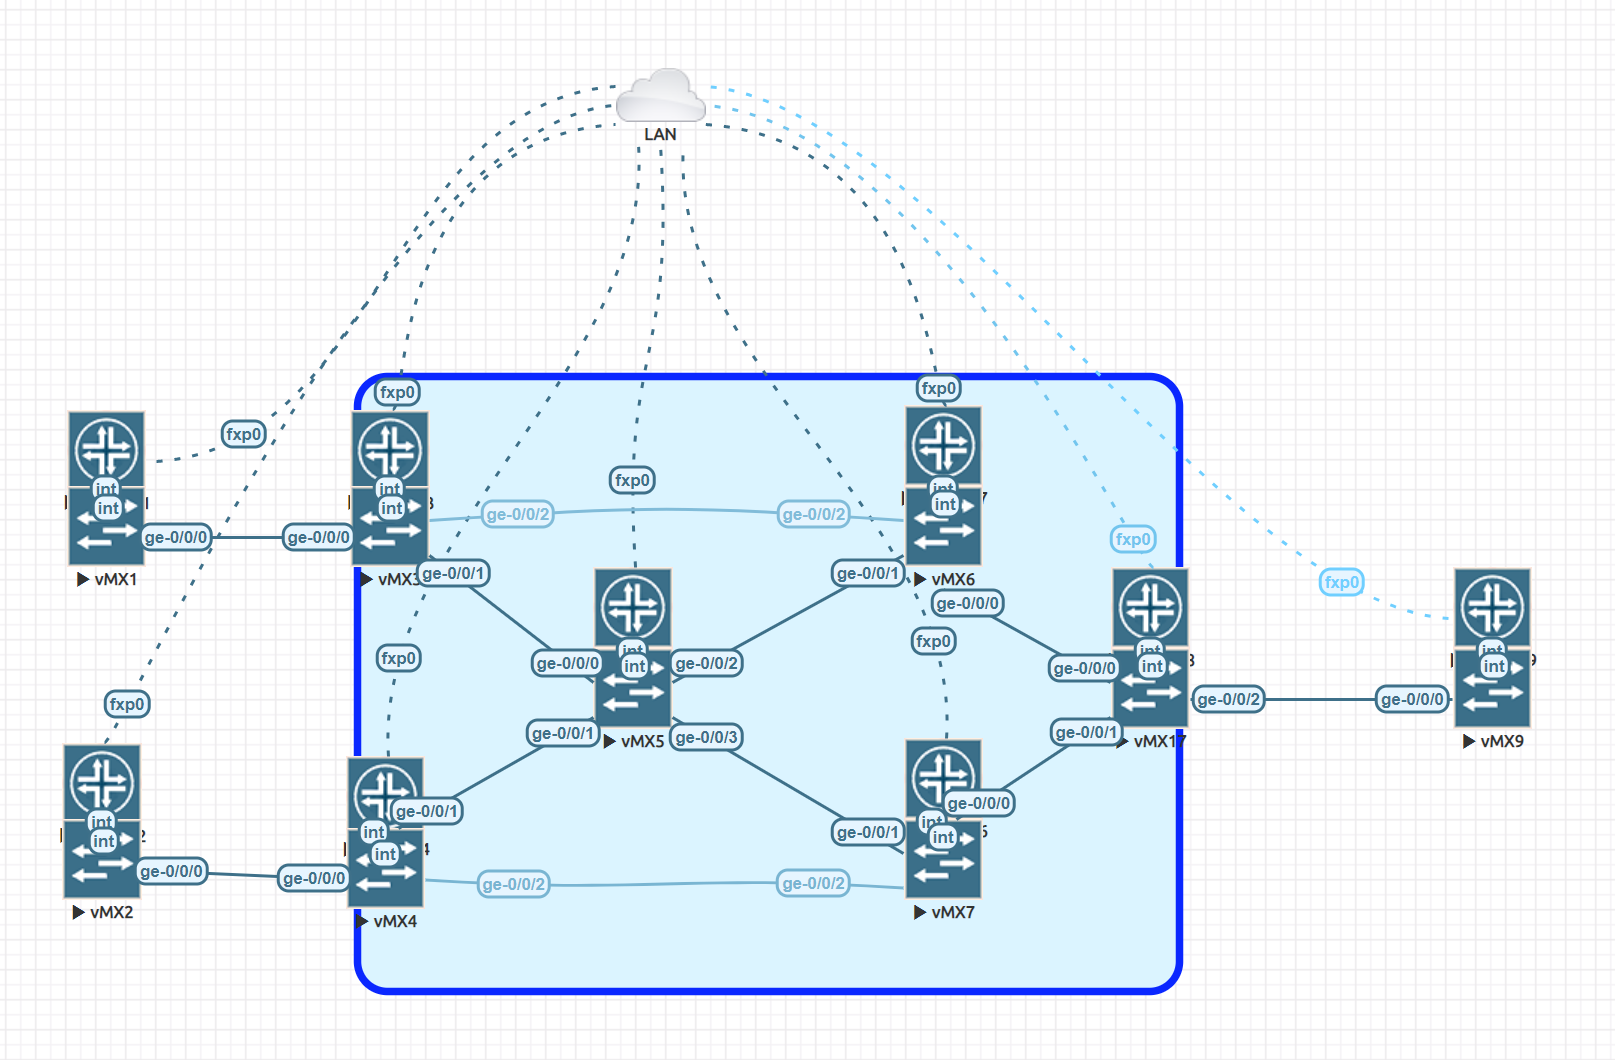 LAN
fxp0
fxp0
fxp0
int
int
int
int
int
int
fxp0
ge-0/0/2
ge-0/0/2
ge-0/0/0
ge-0/0/0
fxp0
vMX1
vMX3
ge-0/0/1
ge-0/0/1
vMX6
fxp0
ge-0/0/0
fxp0
fxp0
int
int
int
int
int
int
ge-0/0/0
ge-0/0/2
ge-0/0/0
ge-0/0/2
ge-0/0/0
fxp0
ge-0/0/1
vMX5
ge-0/0/3
ge-0/0/1
vMX17
vMX9
ge-0/0/1
ge-0/0/0
int
int
int
int
int
int
ge-0/0/1
ge-0/0/0
ge-0/0/0
ge-0/0/2
ge-0/0/2
vMX2
vMX4
vMX7